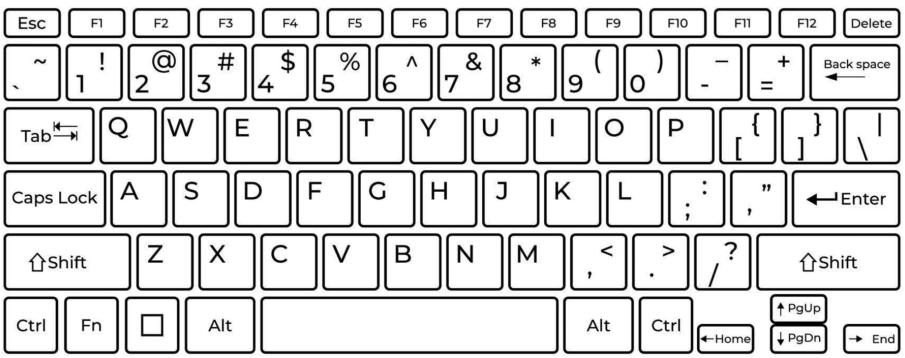 Esc F1 F2 F3 F4 F5 F6 F7 F8 F9 F10 F11 F12 Delete
~ ! @ # $ % ^ & * ( ) – + Back space
` 1 2 3 4 5 6 7 8 9 0 - = ←
Tab Q W E R T Y U I O P { } |
[ ] \
Caps Lock A S D F G H J K L : ” Enter
; ,
Shift Z X C V B N M < > ? Shift
, . /
Ctrl Fn Alt Alt Ctrl ←Home ↑PgUp ↓PgDn → End